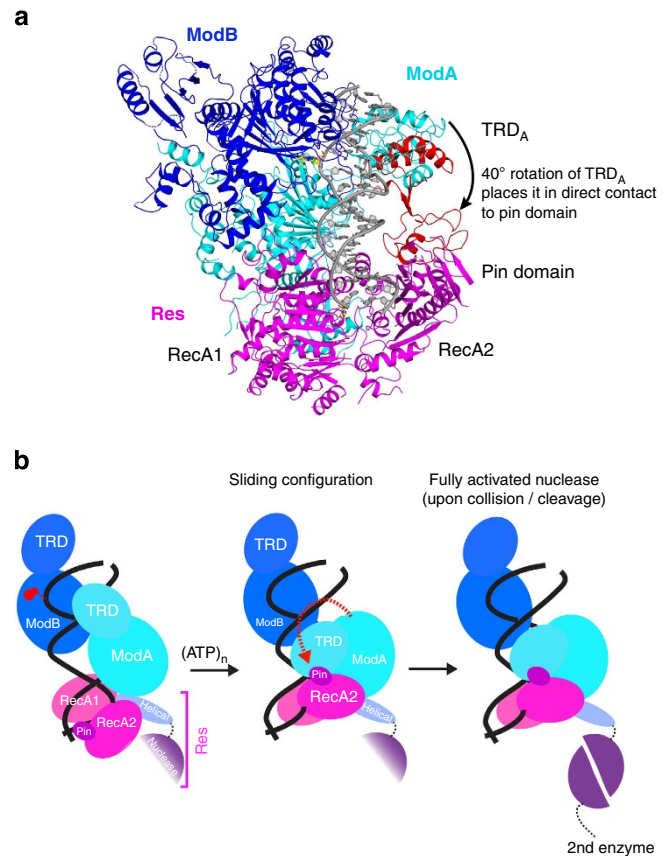 a
ModB
ModA
TRDA
40° rotation of TRDA
places it in direct contact
to pin domain
Pin domain
Res
RecA1
RecA2
b
Sliding configuration
Fully activated nuclease
(upon collision / cleavage)
TRD
ModB
TRD
ModA
RecA1
RecA2
Pin
Helical
Nuclease
Res
(ATP)n
TRD
ModB
TRD
ModA
Pin
RecA2
Helical
2nd enzyme